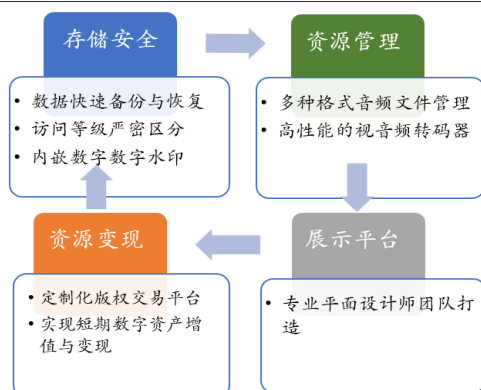 存储安全
• 数据快速备份与恢复
• 访问等级严密区分
• 内嵌数字数字水印
资源管理
• 多种格式音频文件管理
• 高性能的视音频转码器
资源变现
• 定制化版权交易平台
• 实现短期数字资产增
值与变现
展示平台
• 专业平面设计师团队打
造